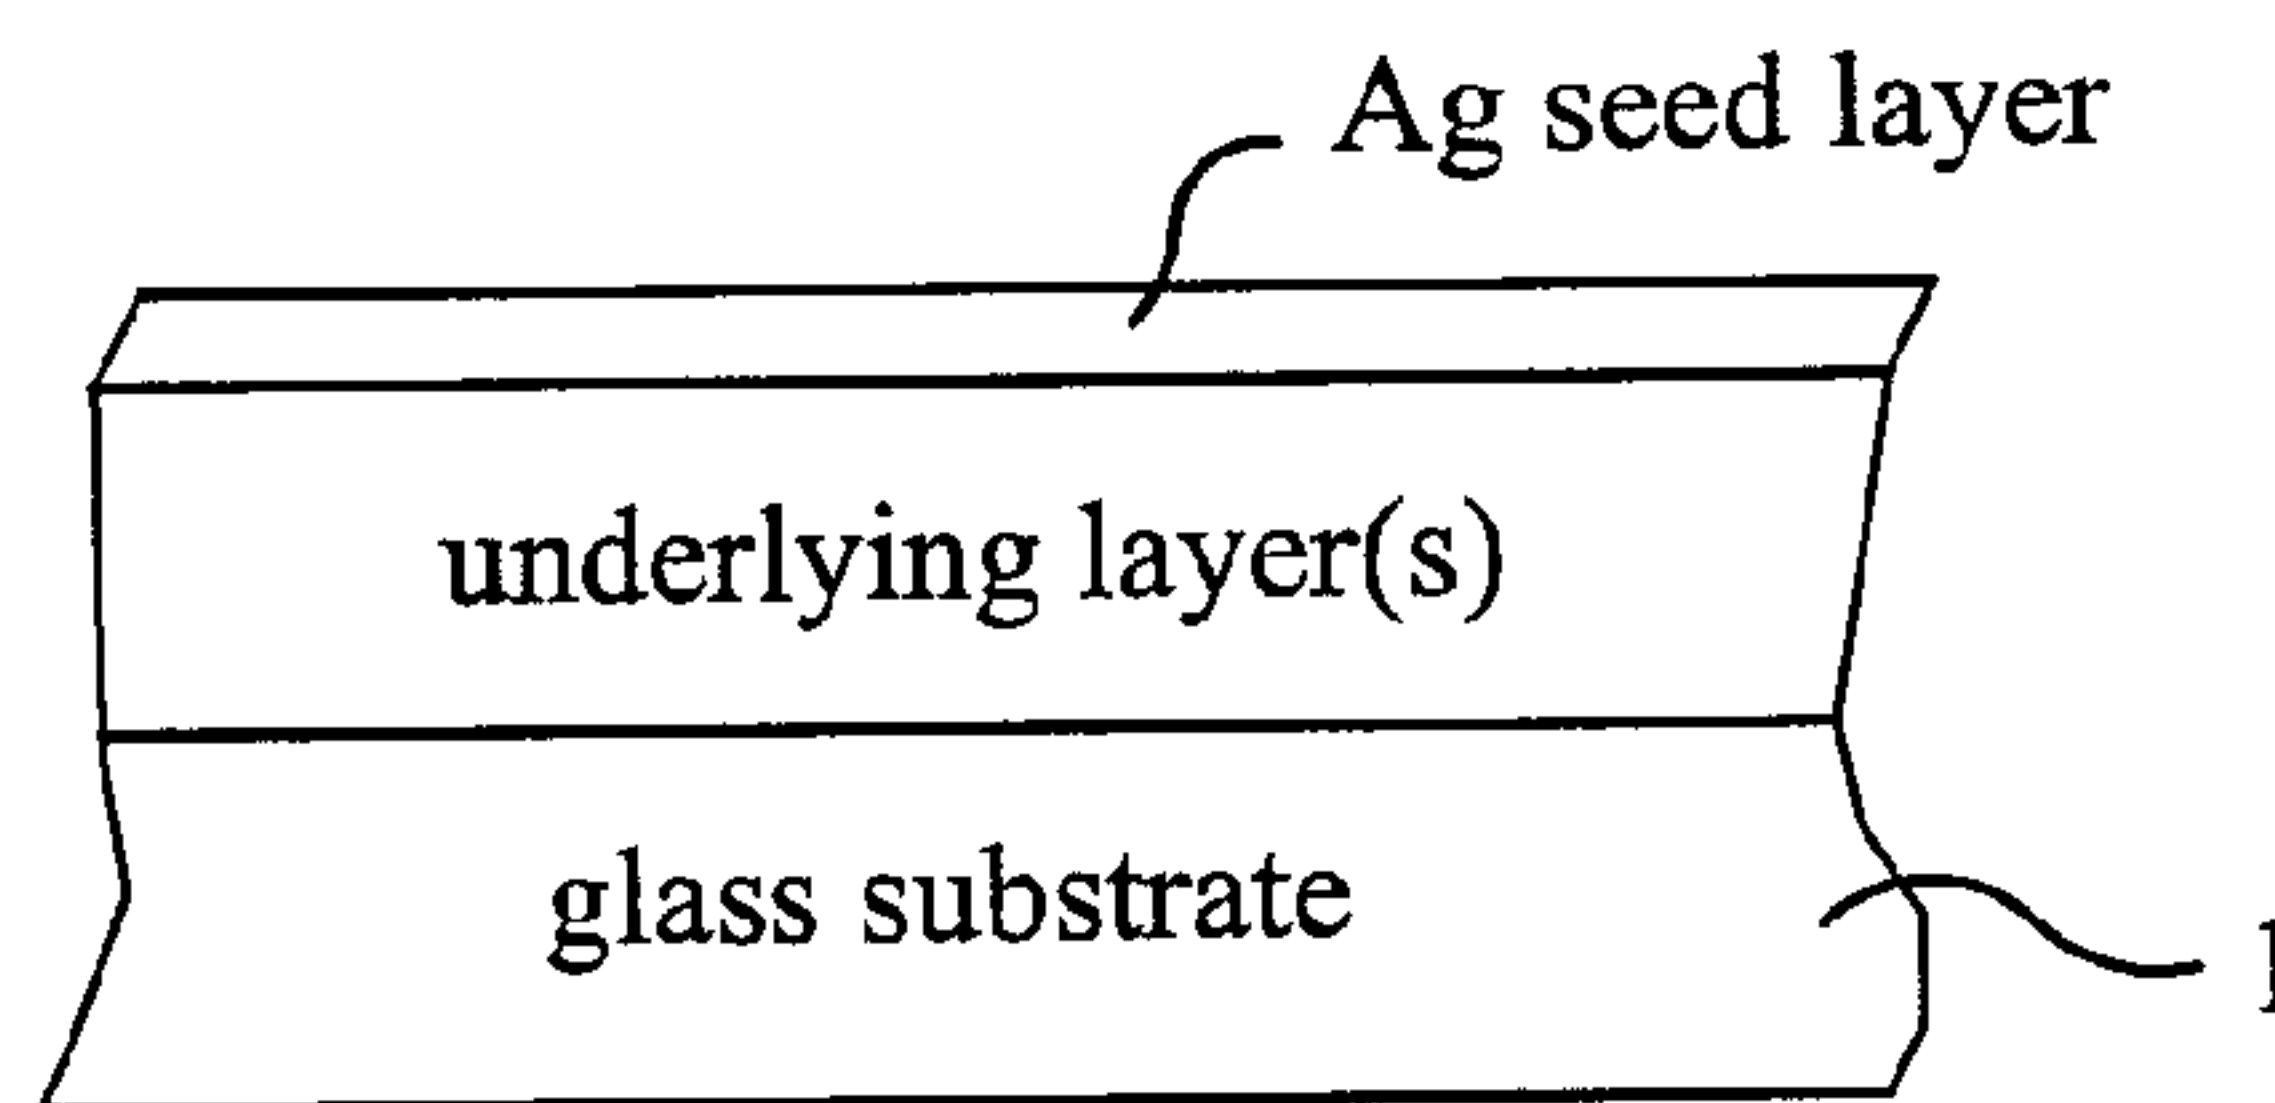 Ag seed layer
underlying layer(s)
glass substrate